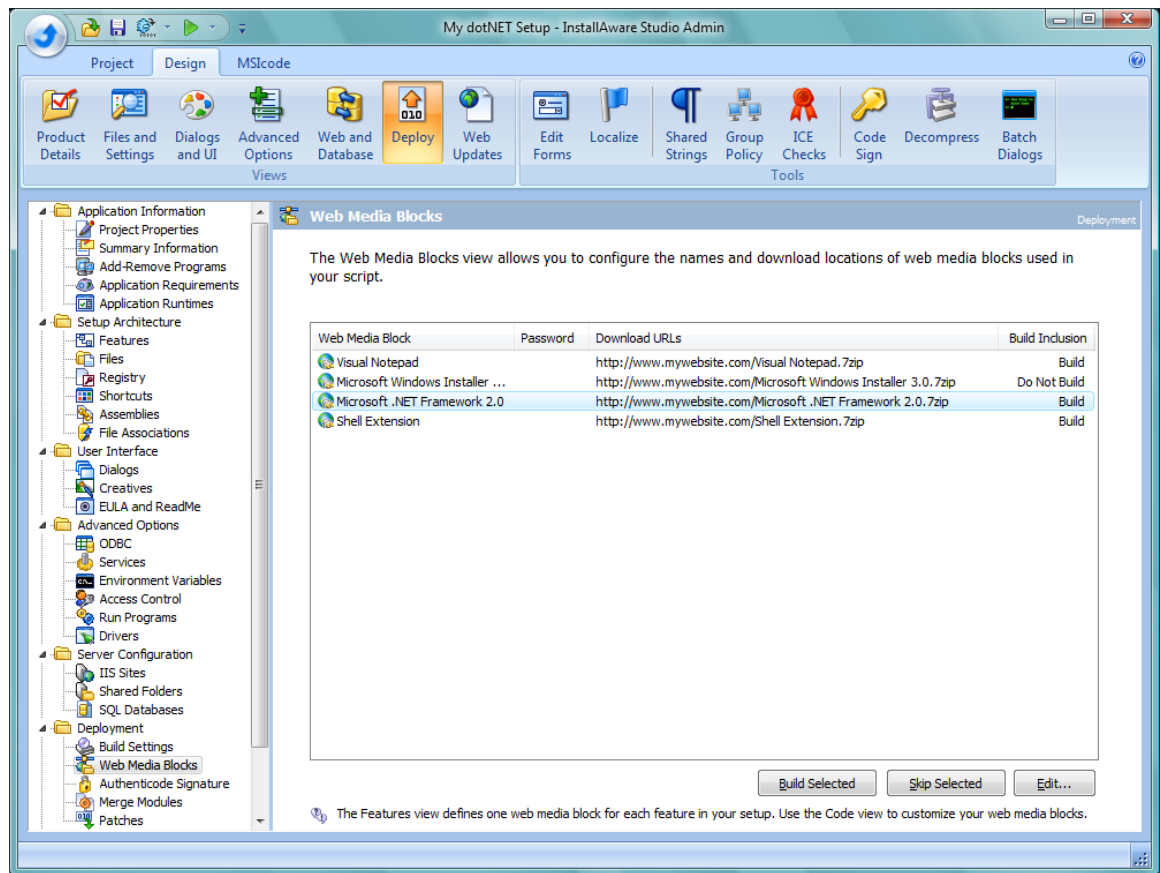 My dotNET Setup - InstallAware Studio Admin
Project Design MSIcode
Product Details
Files and Settings
Dialogs and UI
Advanced Options
Web and Database
Deploy
Web Updates
Edit Forms
Localize
Shared Strings
Group Policy
ICE Checks
Code Sign
Decompress
Batch Dialogs
Views
Tools
Application Information
Project Properties
Summary Information
Add-Remove Programs
Application Requirements
Application Runtimes
Setup Architecture
Features
Files
Registry
Shortcuts
Assemblies
File Associations
User Interface
Dialogs
Creatives
EULA and ReadMe
Advanced Options
ODBC
Services
Environment Variables
Access Control
Run Programs
Drivers
Server Configuration
IIS Sites
Shared Folders
SQL Databases
Deployment
Build Settings
Web Media Blocks
Authenticode Signature
Merge Modules
Patches
Web Media Blocks
Deployment
The Web Media Blocks view allows you to configure the names and download locations of web media blocks used in
your script.
Web Media Block Password Download URLs Build Inclusion
Visual Notepad http://www.mywebsite.com/Visual Notepad.7zip Build
Microsoft Windows Installer ... http://www.mywebsite.com/Microsoft Windows Installer 3.0.7zip Do Not Build
Microsoft .NET Framework 2.0 http://www.mywebsite.com/Microsoft .NET Framework 2.0.7zip Build
Shell Extension http://www.mywebsite.com/Shell Extension.7zip Build
Build Selected Skip Selected Edit...
The Features view defines one web media block for each feature in your setup. Use the Code view to customize your web media blocks.